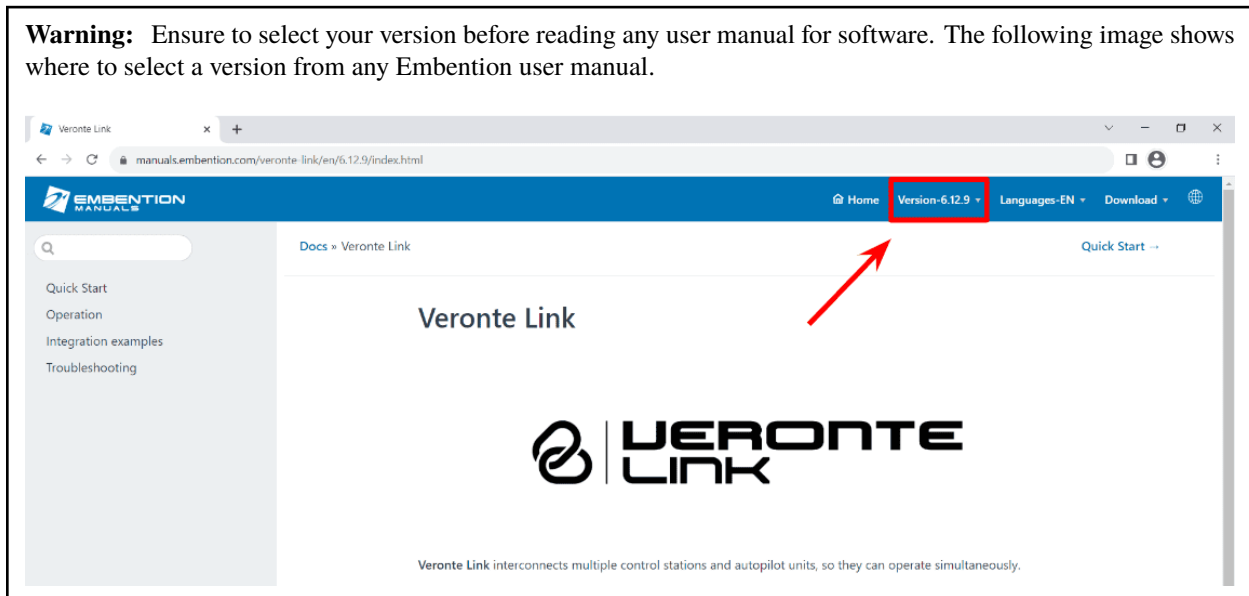 Warning: Ensure to select your version before reading any user manual for software. The following image shows
where to select a version from any Embention user manual.
Veronte Link
manuals.embention.com/veronte-link/en/6.12.9/index.html
EMBENTION
MANUALS
Home Version-6.12.9 Languages-EN Download
Docs » Veronte Link
Quick Start →
Quick Start
Operation
Integration examples
Troubleshooting
Veronte Link
VERONTE
LINK
Veronte Link interconnects multiple control stations and autopilot units, so they can operate simultaneously.